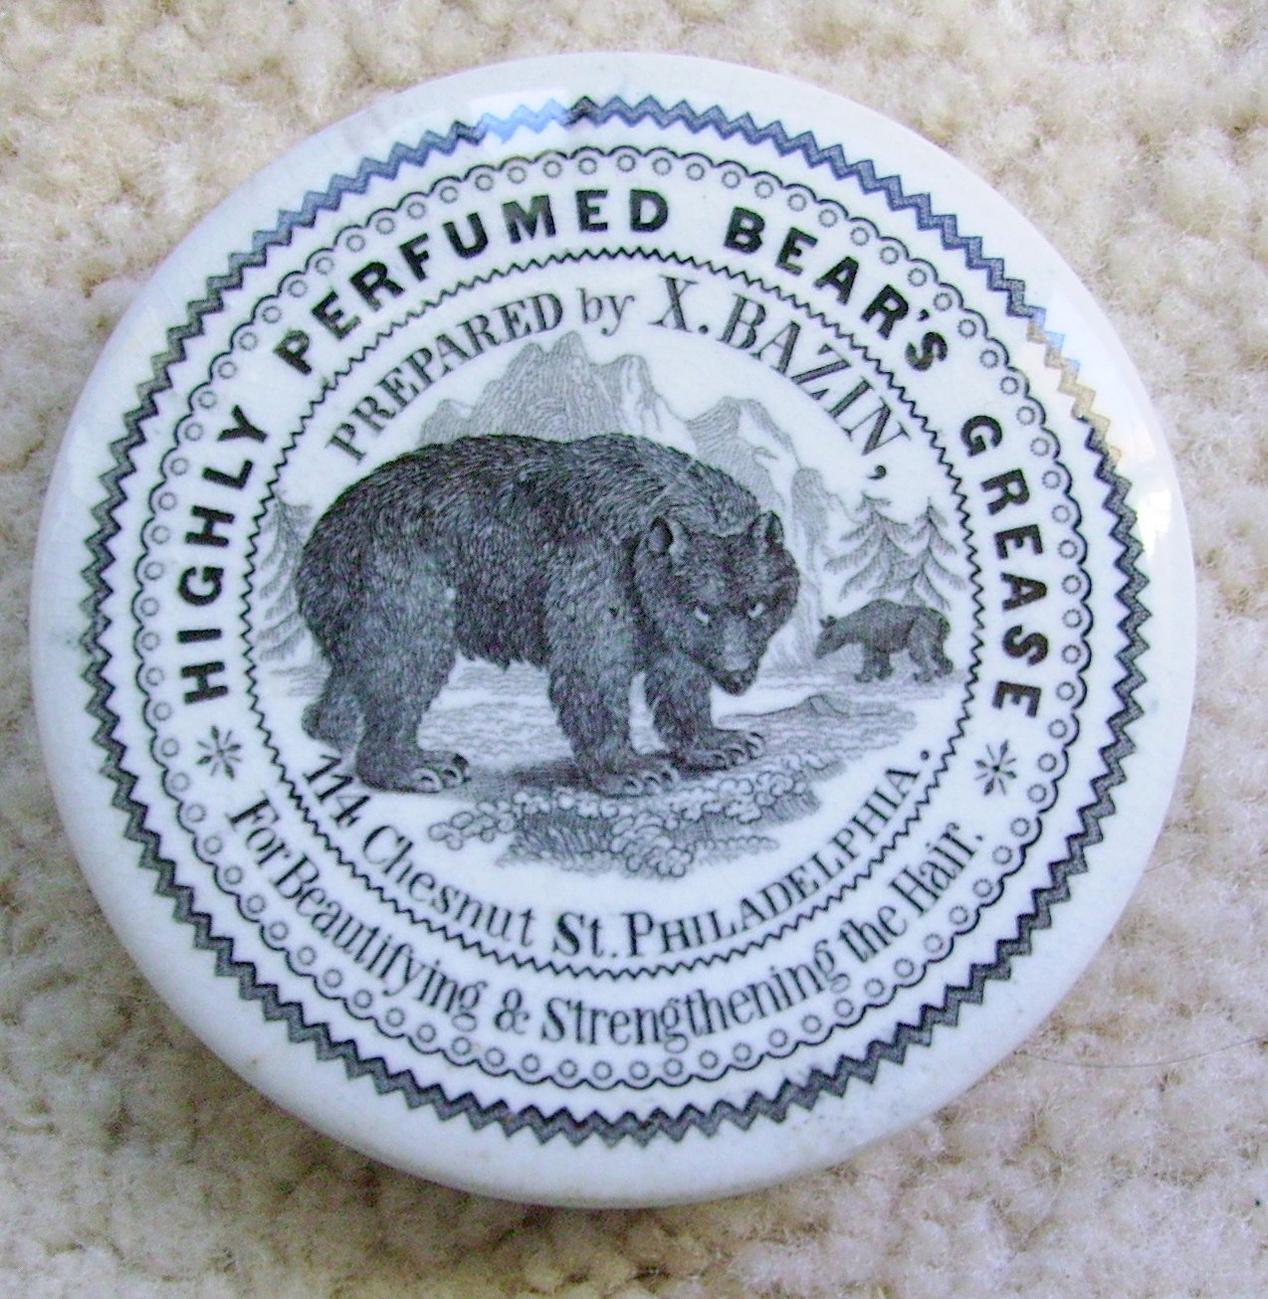 HIGHLY PERFUMED BEAR'S GREASE
PREPARED by X. BAZIN,
114 Chesnut St. PHILADELPHIA.
For Beautifying & Strengthening the Hair.